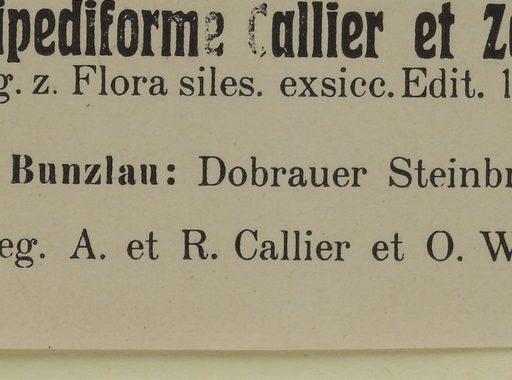 ipediforme Callier et Z
g. z. Flora siles. exsicc. Edit. 1
Bunzlau: Dobrauer Steinbr
eg. A. et R. Callier et O. W